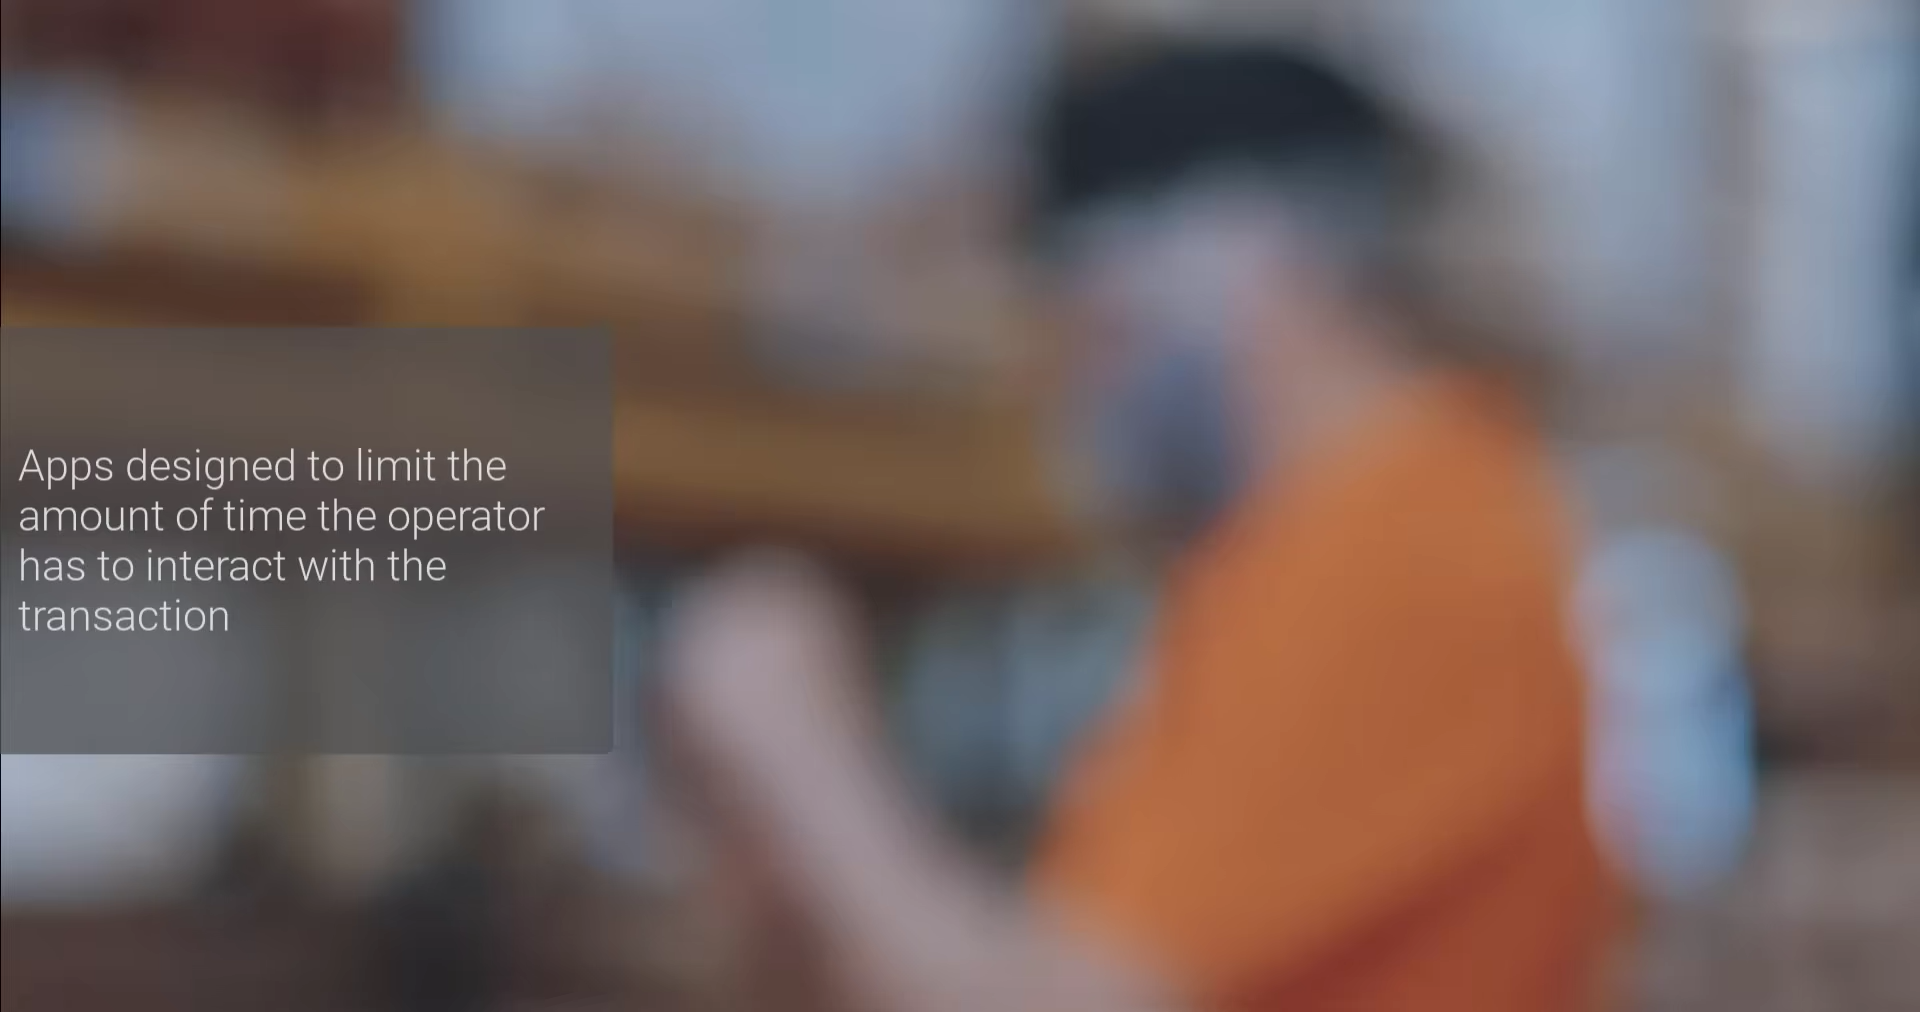 Apps designed to limit the
amount of time the operator
has to interact with the
transaction